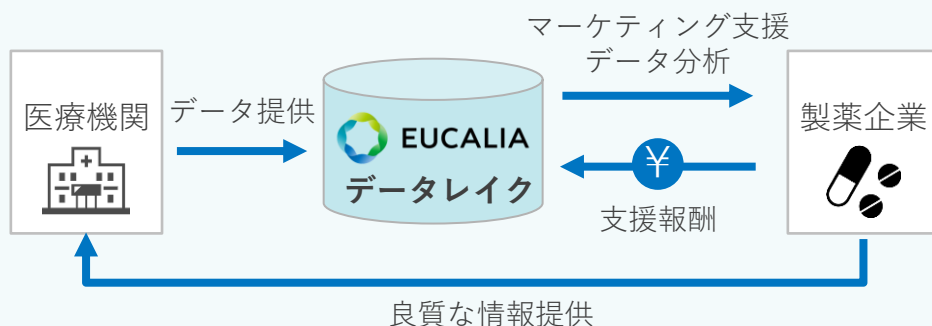 マーケティング支援
データ分析
医療機関
データ提供
EUCALIA
データレイク
製薬企業
¥
支援報酬
良質な情報提供